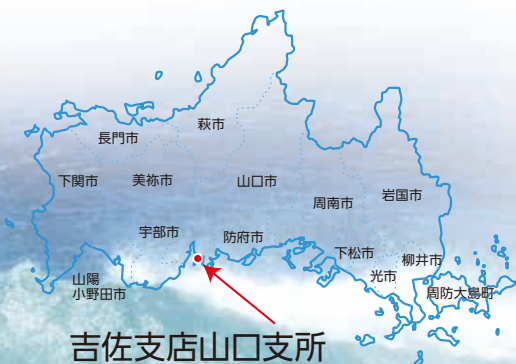 萩市
長門市
下関市
美祢市
山口市
岩国市
周南市
宇部市
防府市
下松市
柳井市
光市
山陽
小野田市
周防大島町
吉佐支店山口支所